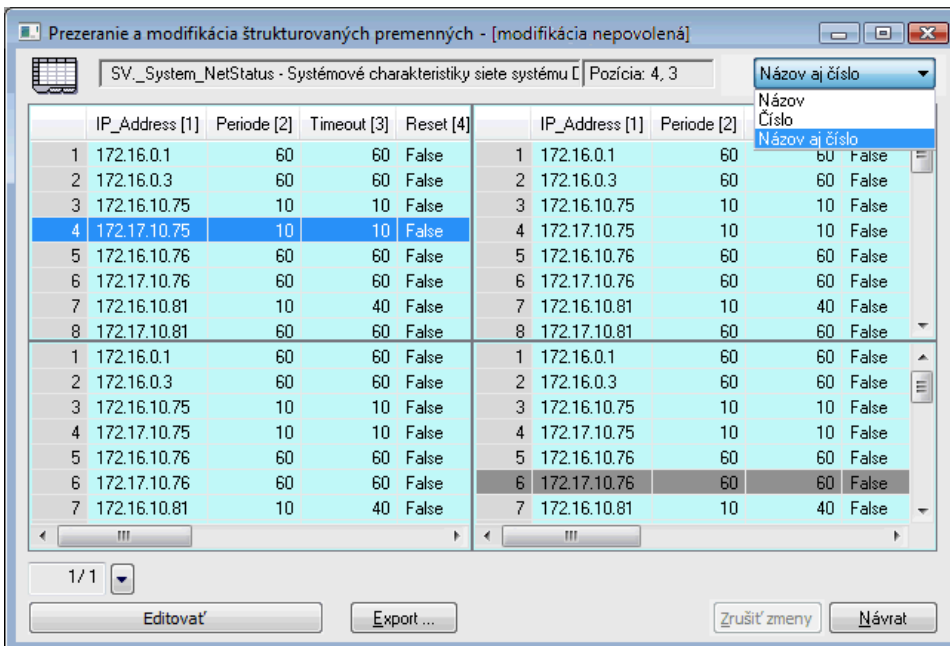 Prezeranie a modifikácia štrukturovaných premenných - [modifikácia nepovolená]
SV._System_NetStatus - Systémové charakteristiky siete systému Pozícia: 4, 3 Názov aj číslo
Názov
Číslo
Názov aj číslo
IP_Address [1] Periode [2] Timeout [3] Reset [4] IP_Address [1] Periode [2]
1 172.16.0.1 60 60 False 1 172.16.0.1 60 60 False
2 172.16.0.3 60 60 False 2 172.16.0.3 60 60 False
3 172.16.10.75 10 10 False 3 172.16.10.75 10 10 False
4 172.17.10.75 10 10 False 4 172.17.10.75 10 10 False
5 172.16.10.76 60 60 False 5 172.16.10.76 60 60 False
6 172.17.10.76 60 60 False 6 172.17.10.76 60 60 False
7 172.16.10.81 10 40 False 7 172.16.10.81 10 40 False
8 172.17.10.81 60 60 False 8 172.17.10.81 60 60 False
1 172.16.0.1 60 60 False 1 172.16.0.1 60 60 False
2 172.16.0.3 60 60 False 2 172.16.0.3 60 60 False
3 172.16.10.75 10 10 False 3 172.16.10.75 10 10 False
4 172.17.10.75 10 10 False 4 172.17.10.75 10 10 False
5 172.16.10.76 60 60 False 5 172.16.10.76 60 60 False
6 172.17.10.76 60 60 False 6 172.17.10.76 60 60 False
7 172.16.10.81 10 40 False 7 172.16.10.81 10 40 False
1/1
Editovať Export ... Zrušiť zmeny Návrat